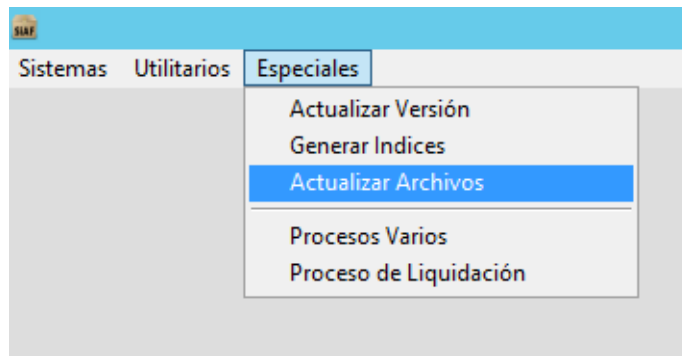 SIAF
Sistemas Utilitarios Especiales
Actualizar Versión
Generar Indices
Actualizar Archivos
Procesos Varios
Proceso de Liquidación